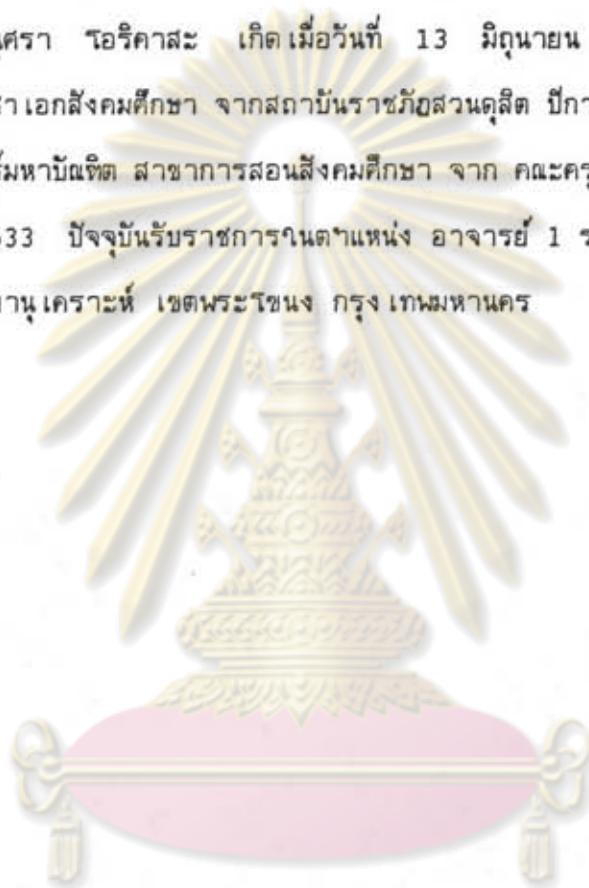 ุศรา โอริคาสะ เกิดเมื่อวันที่ 13 มิถุนายน
สา เอกสังคมศึกษา จากสถาบันราชภัฏสวนดุสิต ปีกา
ร์มหาบัณฑิต สาขาการสอนสังคมศึกษา จาก คณะครุ
533 ปัจจุบันรับราชการในตำแหน่ง อาจารย์ 1 ร
านุเคราะห์ เขตพระโขนง กรุงเทพมหานคร